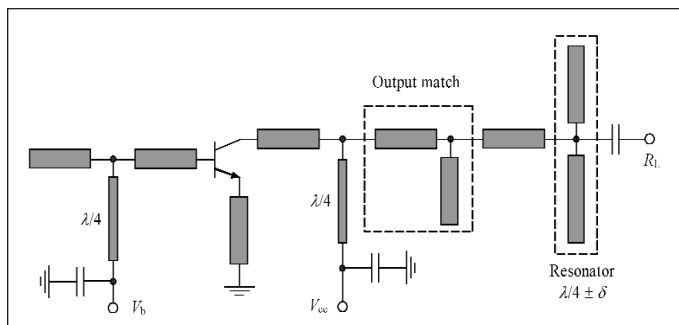 Output match
λ/4
λ/4
R_L
V_b
V_cc
Resonator
λ/4 ± δ